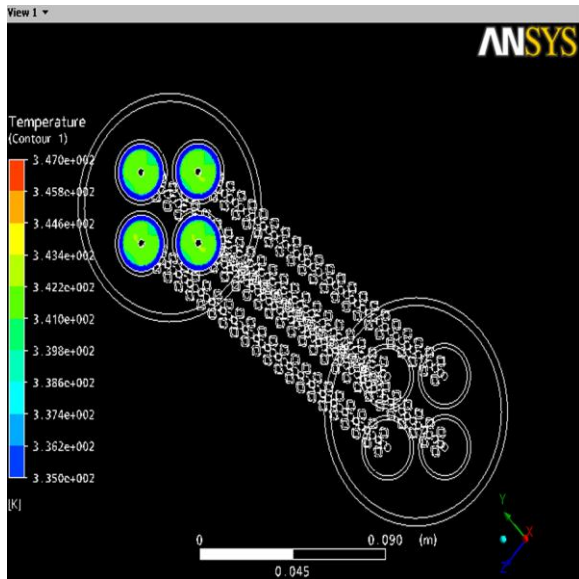 View 1
ANSYS
Temperature
(Contour 1)
3.470e+002
3.458e+002
3.446e+002
3.434e+002
3.422e+002
3.410e+002
3.398e+002
3.386e+002
3.374e+002
3.362e+002
3.350e+002
[K]
0 0.090 (m)
0.045
Y
X
Z